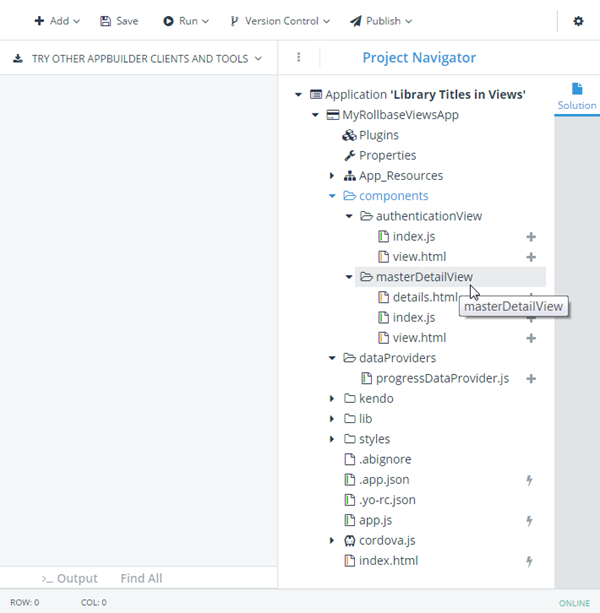 Add Save Run Version Control Publish
TRY OTHER APPBUILDER CLIENTS AND TOOLS
Project Navigator
Solution
Application 'Library Titles in Views'
MyRollbaseViewsApp
Plugins
Properties
App_Resources
components
authenticationView
index.js
view.html
masterDetailView
details.html
masterDetailView
index.js
view.html
dataProviders
progressDataProvider.js
kendo
lib
styles
.abignore
.app.json
.yo-rc.json
app.js
cordova.js
index.html
>_ Output Find All
ROW: 0 COL: 0 ONLINE